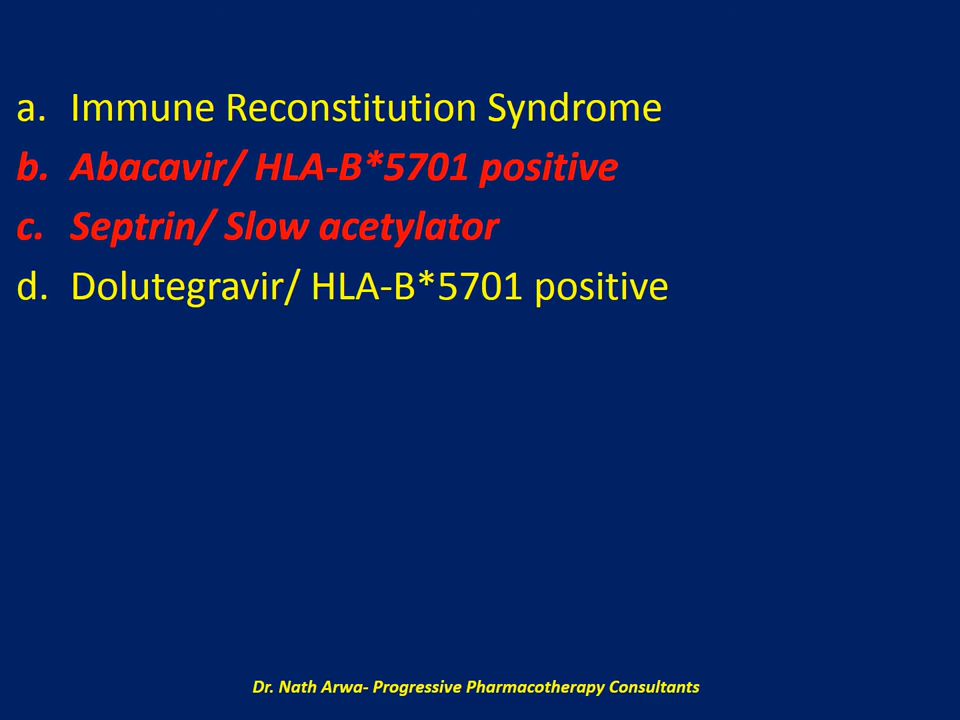 a. Immune Reconstitution Syndrome
b. Abacavir/ HLA-B*5701 positive
c. Septrin/ Slow acetylator
d. Dolutegravir/ HLA-B*5701 positive
Dr. Nath Arwa- Progressive Pharmacotherapy Consultants